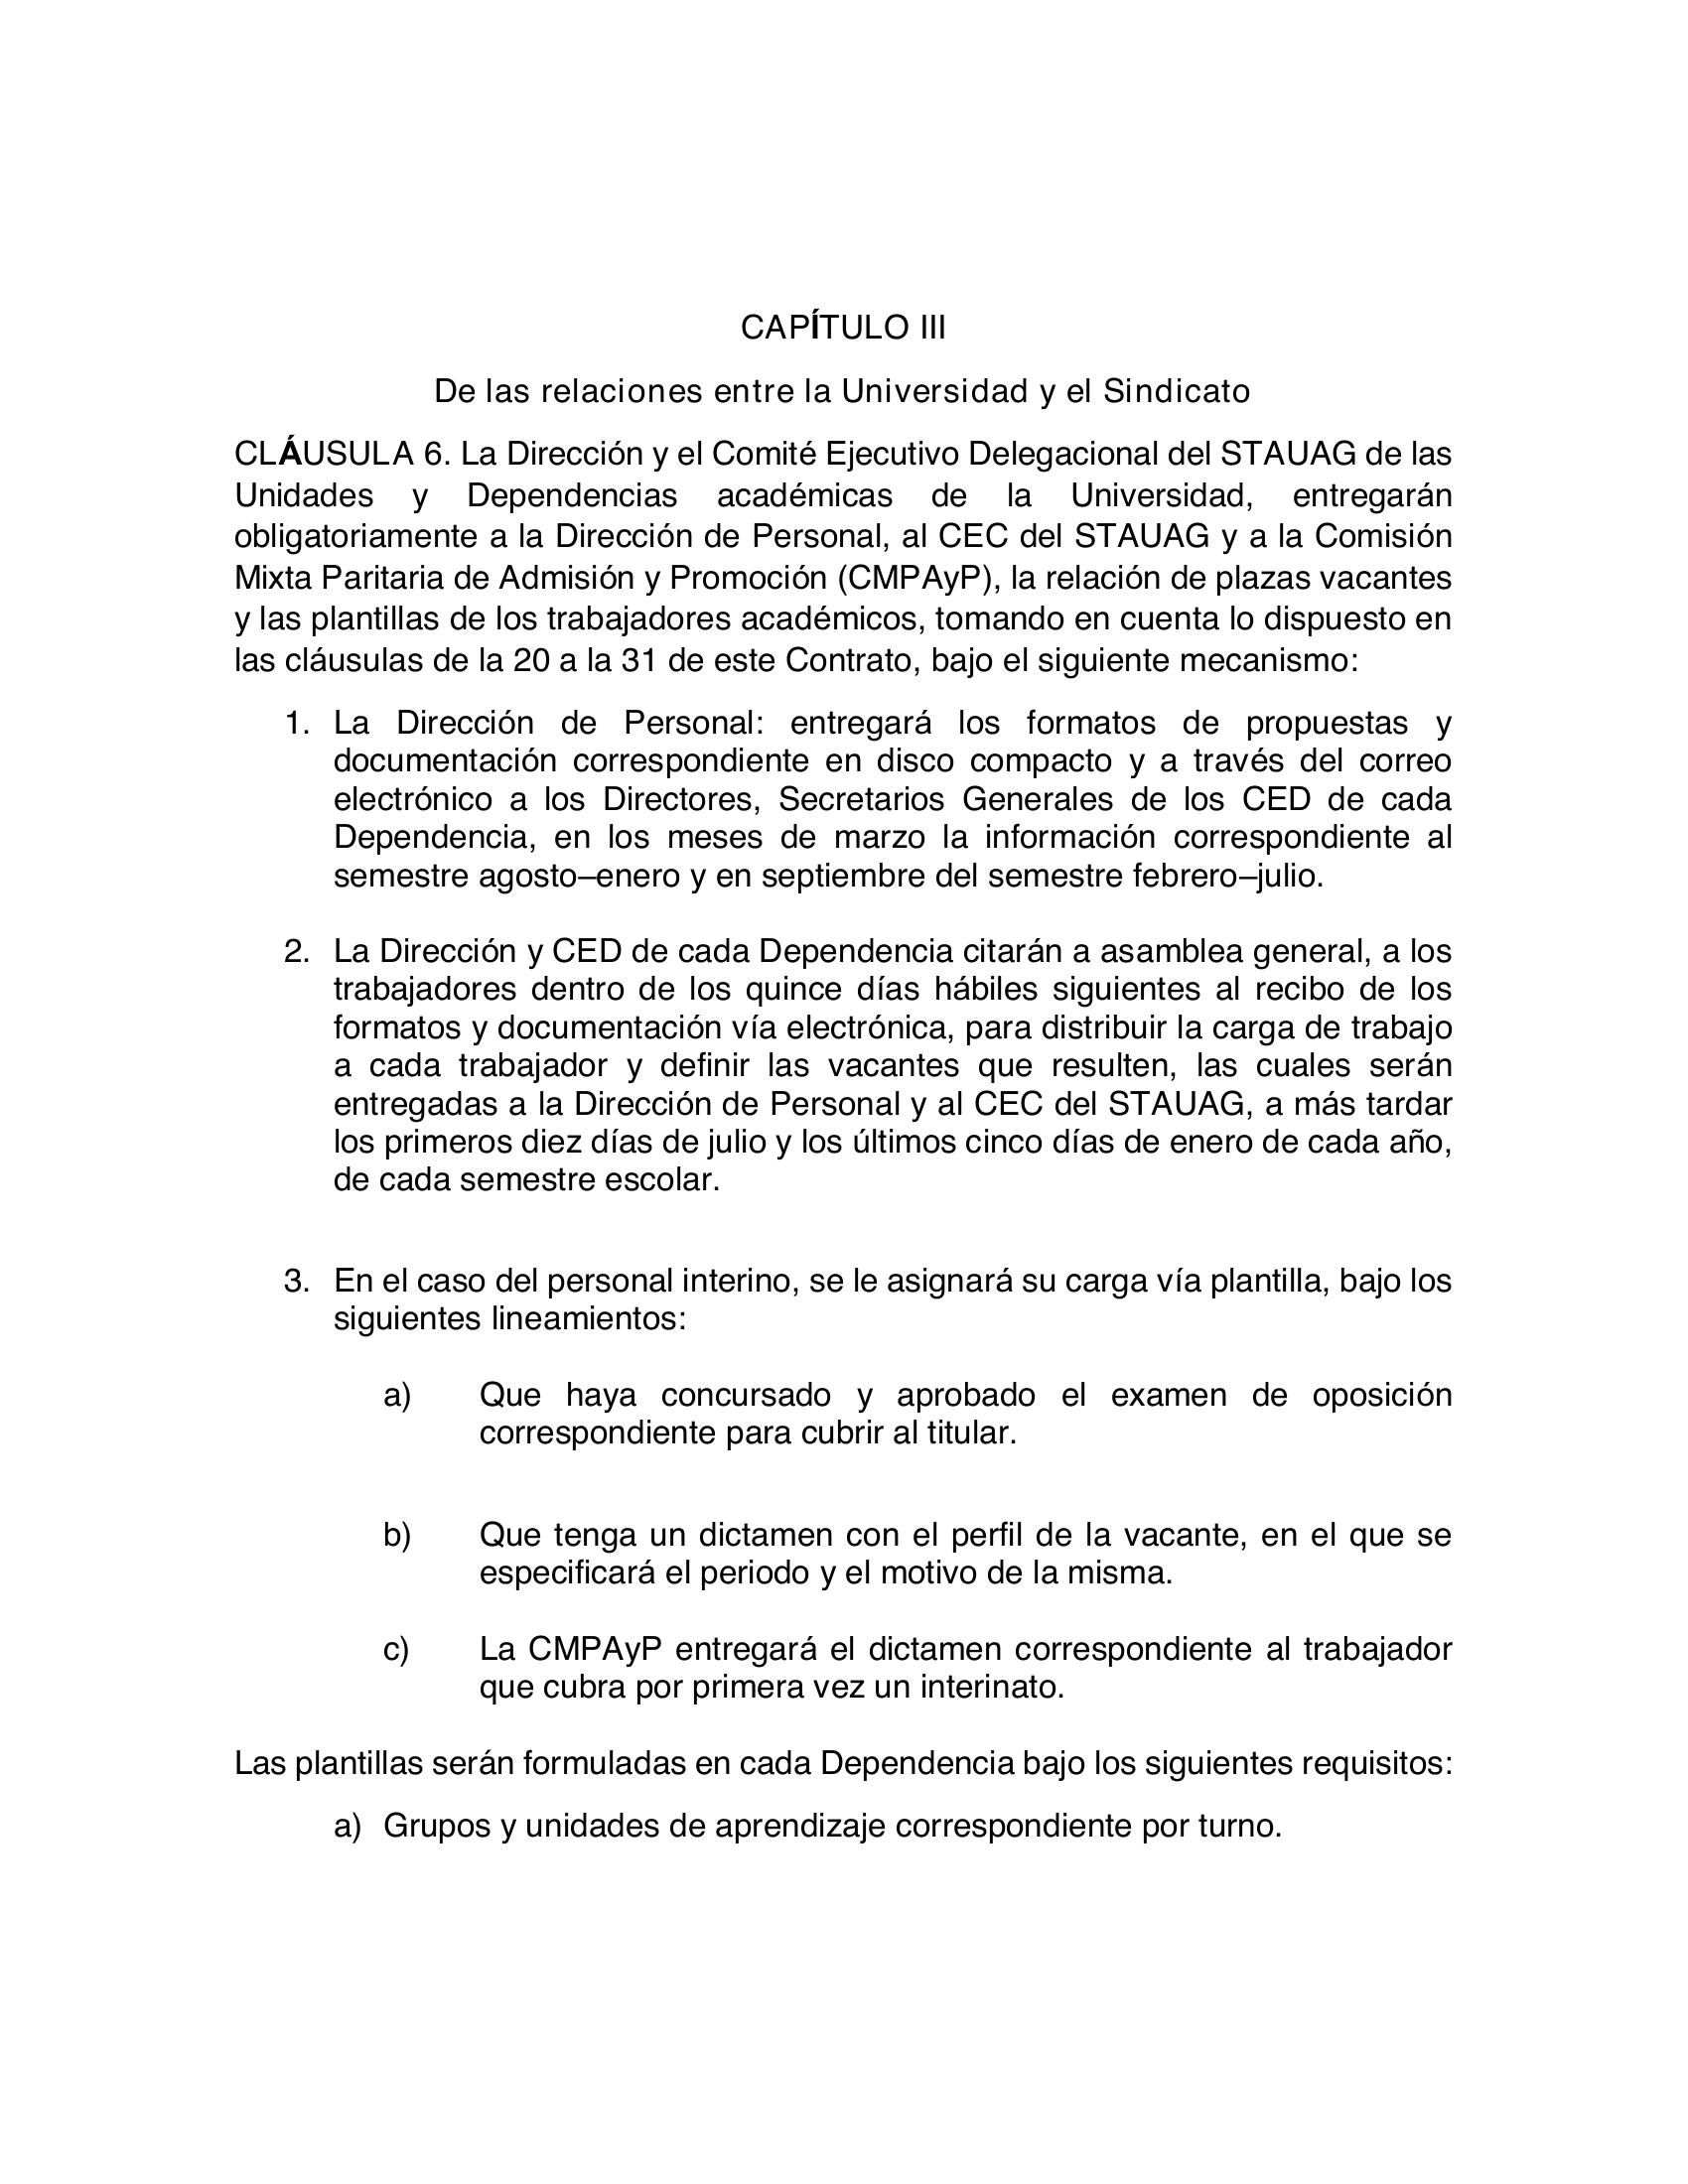 CAPÍTULO III
De las relaciones entre la Universidad y el Sindicato
CLÁUSULA 6. La Dirección y el Comité Ejecutivo Delegacional del STAUAG de las
Unidades y Dependencias académicas de la Universidad, entregarán
obligatoriamente a la Dirección de Personal, al CEC del STAUAG y a la Comisión
Mixta Paritaria de Admisión y Promoción (CMPAyP), la relación de plazas vacantes
y las plantillas de los trabajadores académicos, tomando en cuenta lo dispuesto en
las cláusulas de la 20 a la 31 de este Contrato, bajo el siguiente mecanismo:
1. La Dirección de Personal: entregará los formatos de propuestas y
documentación correspondiente en disco compacto y a través del correo
electrónico a los Directores, Secretarios Generales de los CED de cada
Dependencia, en los meses de marzo la información correspondiente al
semestre agosto–enero y en septiembre del semestre febrero–julio.
2. La Dirección y CED de cada Dependencia citarán a asamblea general, a los
trabajadores dentro de los quince días hábiles siguientes al recibo de los
formatos y documentación vía electrónica, para distribuir la carga de trabajo
a cada trabajador y definir las vacantes que resulten, las cuales serán
entregadas a la Dirección de Personal y al CEC del STAUAG, a más tardar
los primeros diez días de julio y los últimos cinco días de enero de cada año,
de cada semestre escolar.
3. En el caso del personal interino, se le asignará su carga vía plantilla, bajo los
siguientes lineamientos:
a) Que haya concursado y aprobado el examen de oposición
correspondiente para cubrir al titular.
b) Que tenga un dictamen con el perfil de la vacante, en el que se
especificará el periodo y el motivo de la misma.
c) La CMPAyP entregará el dictamen correspondiente al trabajador
que cubra por primera vez un interinato.
Las plantillas serán formuladas en cada Dependencia bajo los siguientes requisitos:
a) Grupos y unidades de aprendizaje correspondiente por turno.